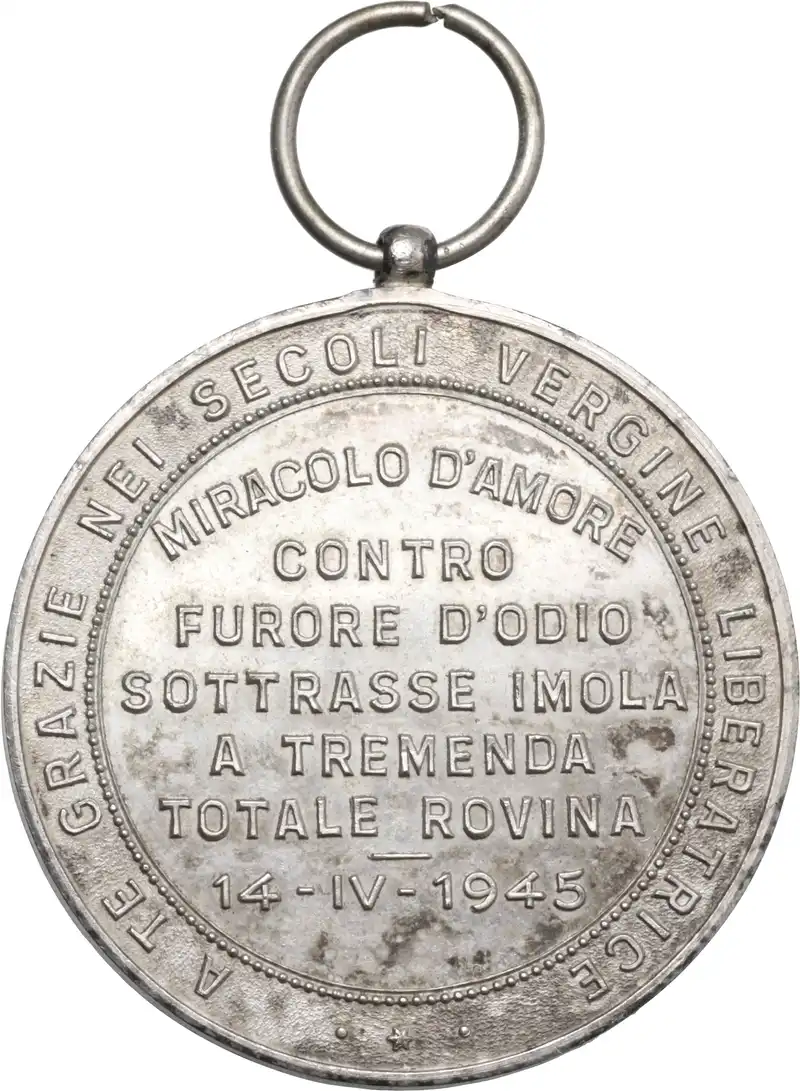 A TE GRAZIE NEI SECOLI VERGINE LIBERATRICE
MIRACOLO D'AMORE
CONTRO
FURORE D'ODIO
SOTTRASSE IMOLA
A TREMENDA
TOTALE ROVINA
14-IV-1945